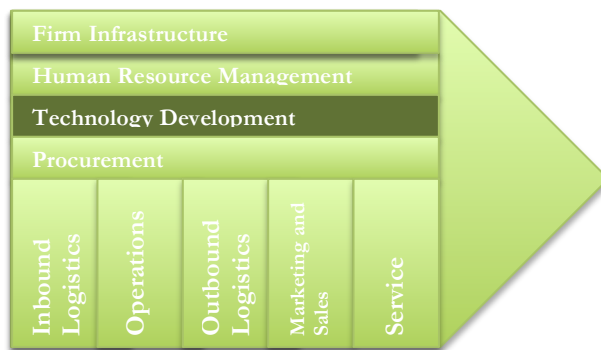 Firm Infrastructure
Human Resource Management
Technology Development
Procurement
Inbound
Logistics
Operations
Outbound
Logistics
Marketing and
Sales
Service